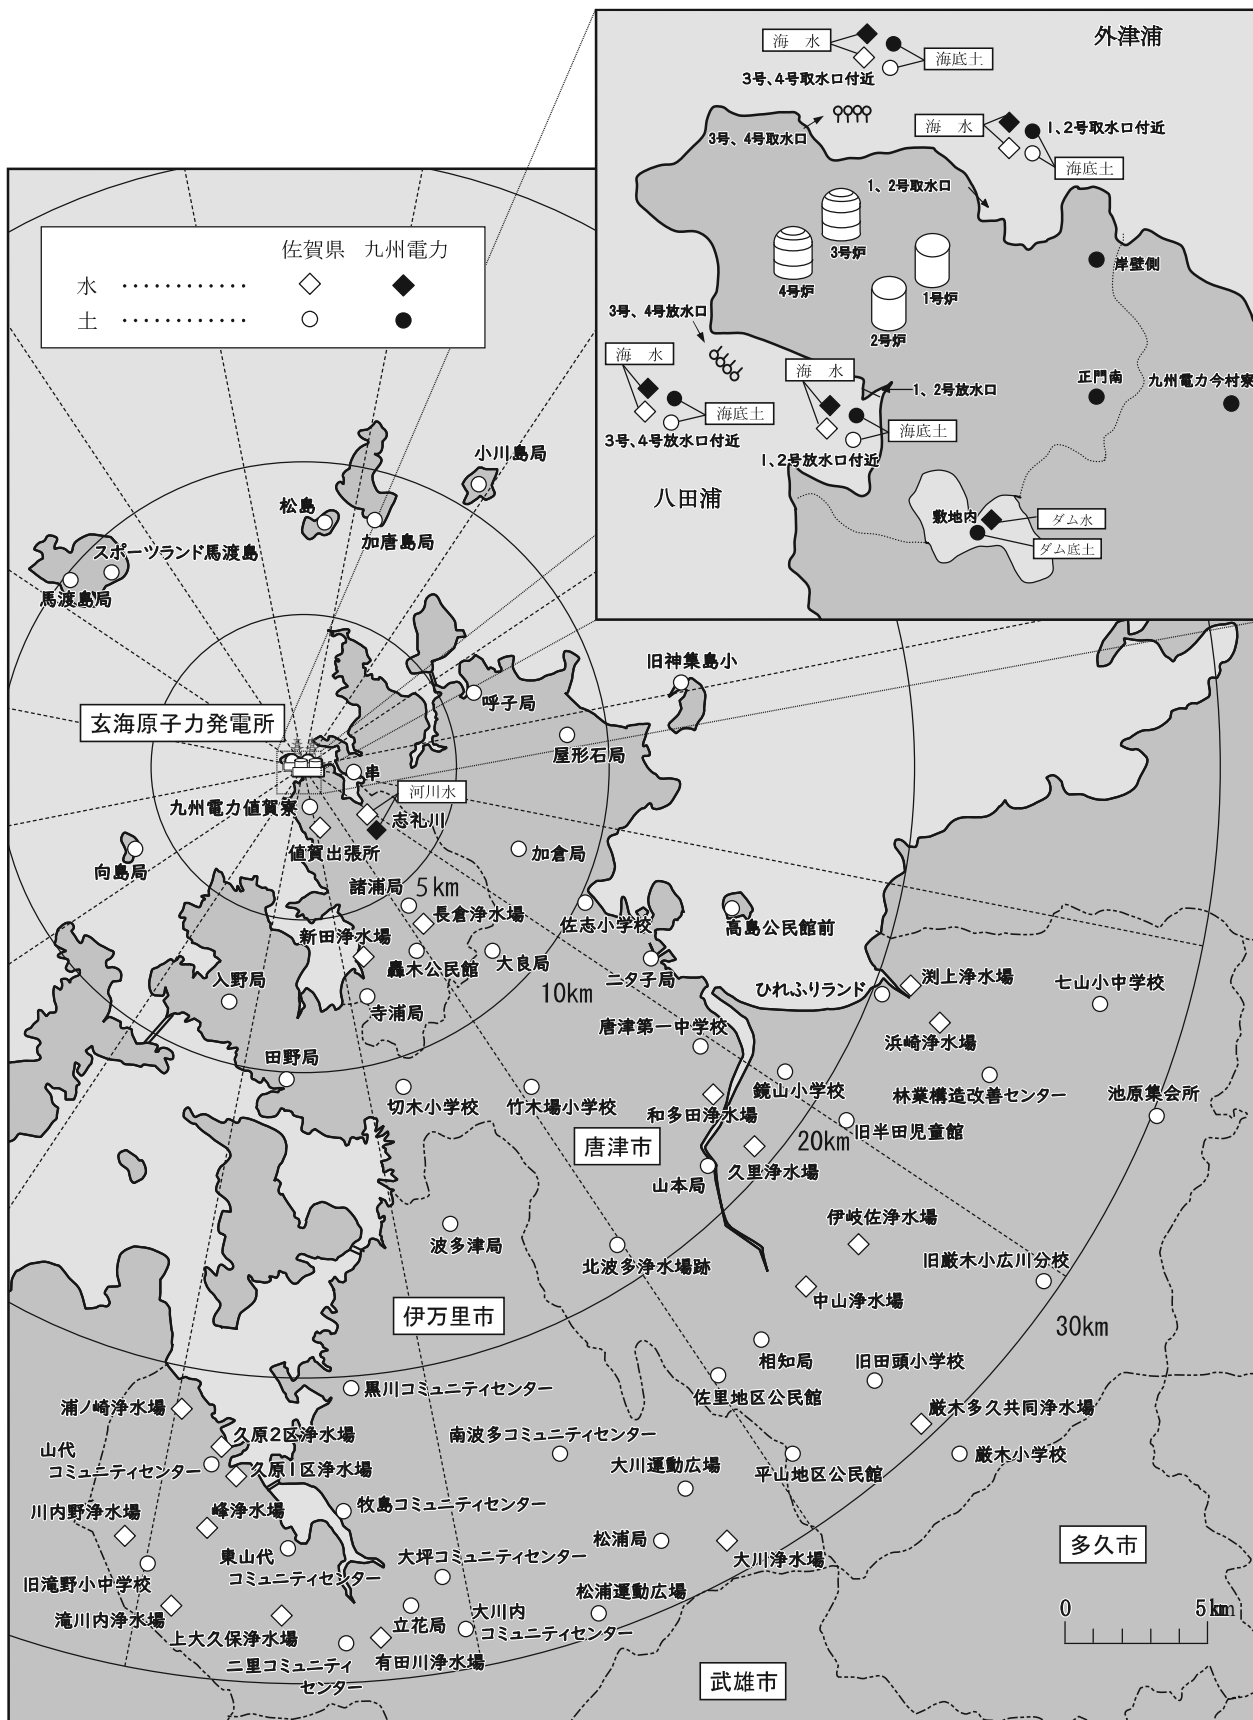 外津浦
海　水
海底土
3号、4号取水口付近
3号、4号取水口
海　水
1、2号取水口付近
海底土
1、2号取水口
3号炉
4号炉
1号炉
2号炉
岸壁側
3号、4号放水口
海　水
海　水
1、2号放水口
正門南
九州電力今村寮
海底土
3号、4号放水口付近
海底土
1、2号放水口付近
八田浦
敷地内
ダム水
ダム底土
佐賀県　九州電力
水 ············
土 ············
小川島局
松島
加唐島局
スポーツランド馬渡島
馬渡島局
旧神集島小
呼子局
玄海原子力発電所
屋形石局
串
河川水
九州電力値賀寮
志礼川
値賀出張所
向島局
加倉局
諸浦局
5km
長倉浄水場
佐志小学校
高島公民館前
新田浄水場
轟木公民館
大良局
二タ子局
入野局
10km
ひれふりランド
渕上浄水場
七山小中学校
寺浦局
唐津第一中学校
浜崎浄水場
田野局
切木小学校
竹木場小学校
鏡山小学校
和多田浄水場
林業構造改善センター
池原集会所
唐津市
20km
旧半田児童館
久里浄水場
山本局
伊岐佐浄水場
波多津局
北波多浄水場跡
旧厳木小広川分校
中山浄水場
伊万里市
30km
相知局
旧田頭小学校
黒川コミュニティセンター
佐里地区公民館
浦ノ崎浄水場
厳木多久共同浄水場
久原2区浄水場
南波多コミュニティセンター
山代
コミュニティセンター
久原1区浄水場
大川運動広場
平山地区公民館
厳木小学校
川内野浄水場
峰浄水場
牧島コミュニティセンター
松浦局
大川浄水場
多久市
東山代
コミュニティセンター
大坪コミュニティセンター
旧滝野小中学校
松浦運動広場
滝川内浄水場
立花局
大川内
コミュニティセンター
上大久保浄水場
0
5km
二里コミュニティ
センター
有田川浄水場
武雄市